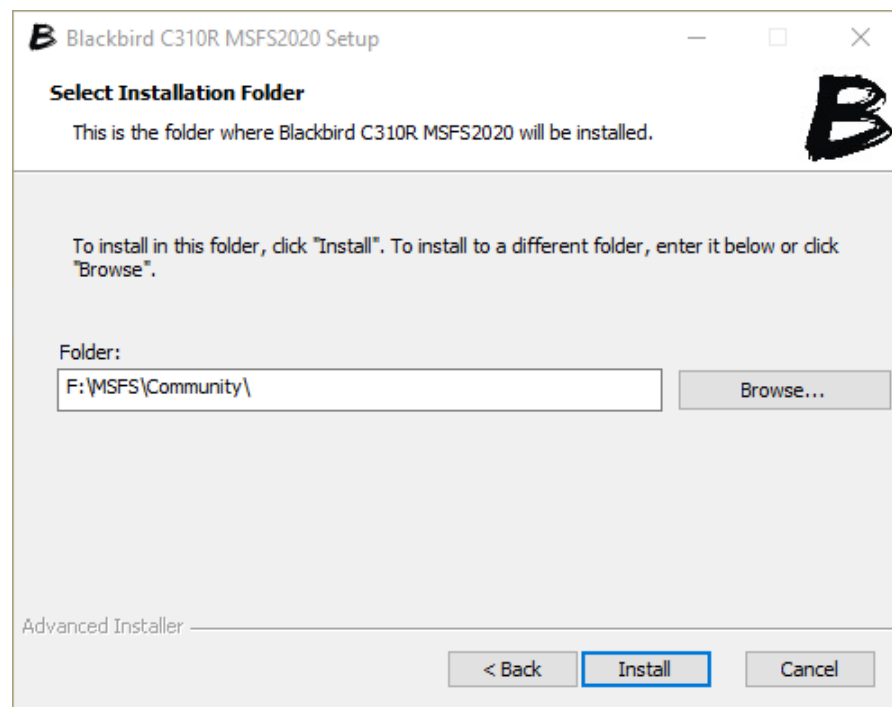 B Blackbird C310R MSFS2020 Setup
Select Installation Folder
This is the folder where Blackbird C310R MSFS2020 will be installed.
B
To install in this folder, click "Install". To install to a different folder, enter it below or click
"Browse".
Folder:
F:\MSFS\Community\
Browse...
Advanced Installer
< Back
Install
Cancel